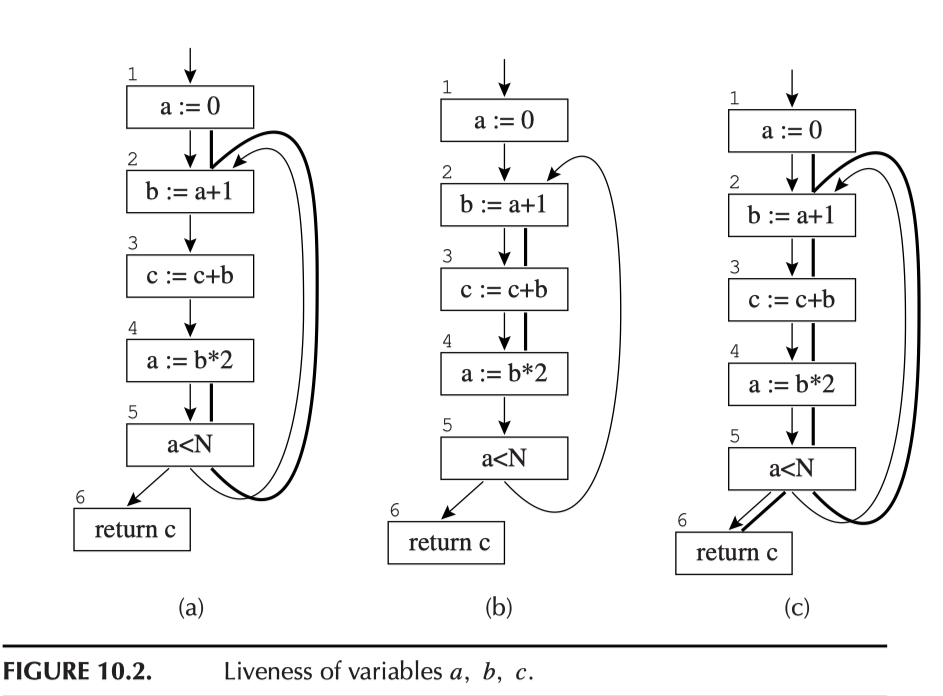 1
a := 0
2
b := a+1
3
c := c+b
4
a := b*2
5
a<N
6
return c
(a)
1
a := 0
2
b := a+1
3
c := c+b
4
a := b*2
5
a<N
6
return c
(b)
1
a := 0
2
b := a+1
3
c := c+b
4
a := b*2
5
a<N
6
return c
(c)
FIGURE 10.2. Liveness of variables a, b, c.